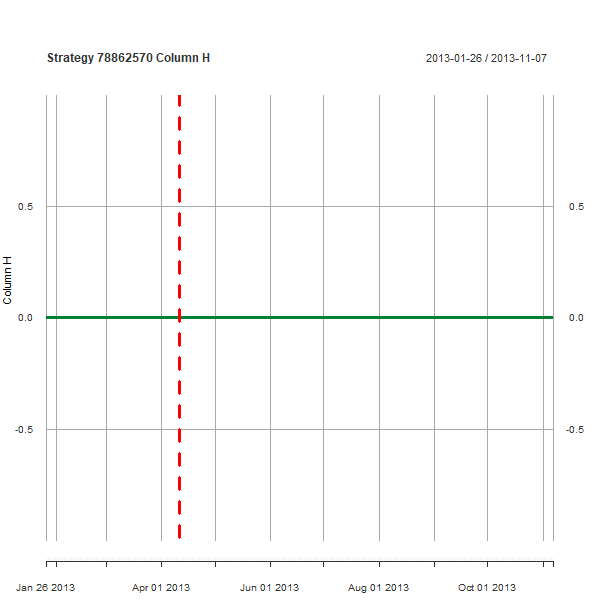 Strategy 78862570 Column H
2013-01-26 / 2013-11-07
0.5
0.5
Column H
0.0
0.0
-0.5
-0.5
Jan 26 2013
Apr 01 2013
Jun 01 2013
Aug 01 2013
Oct 01 2013